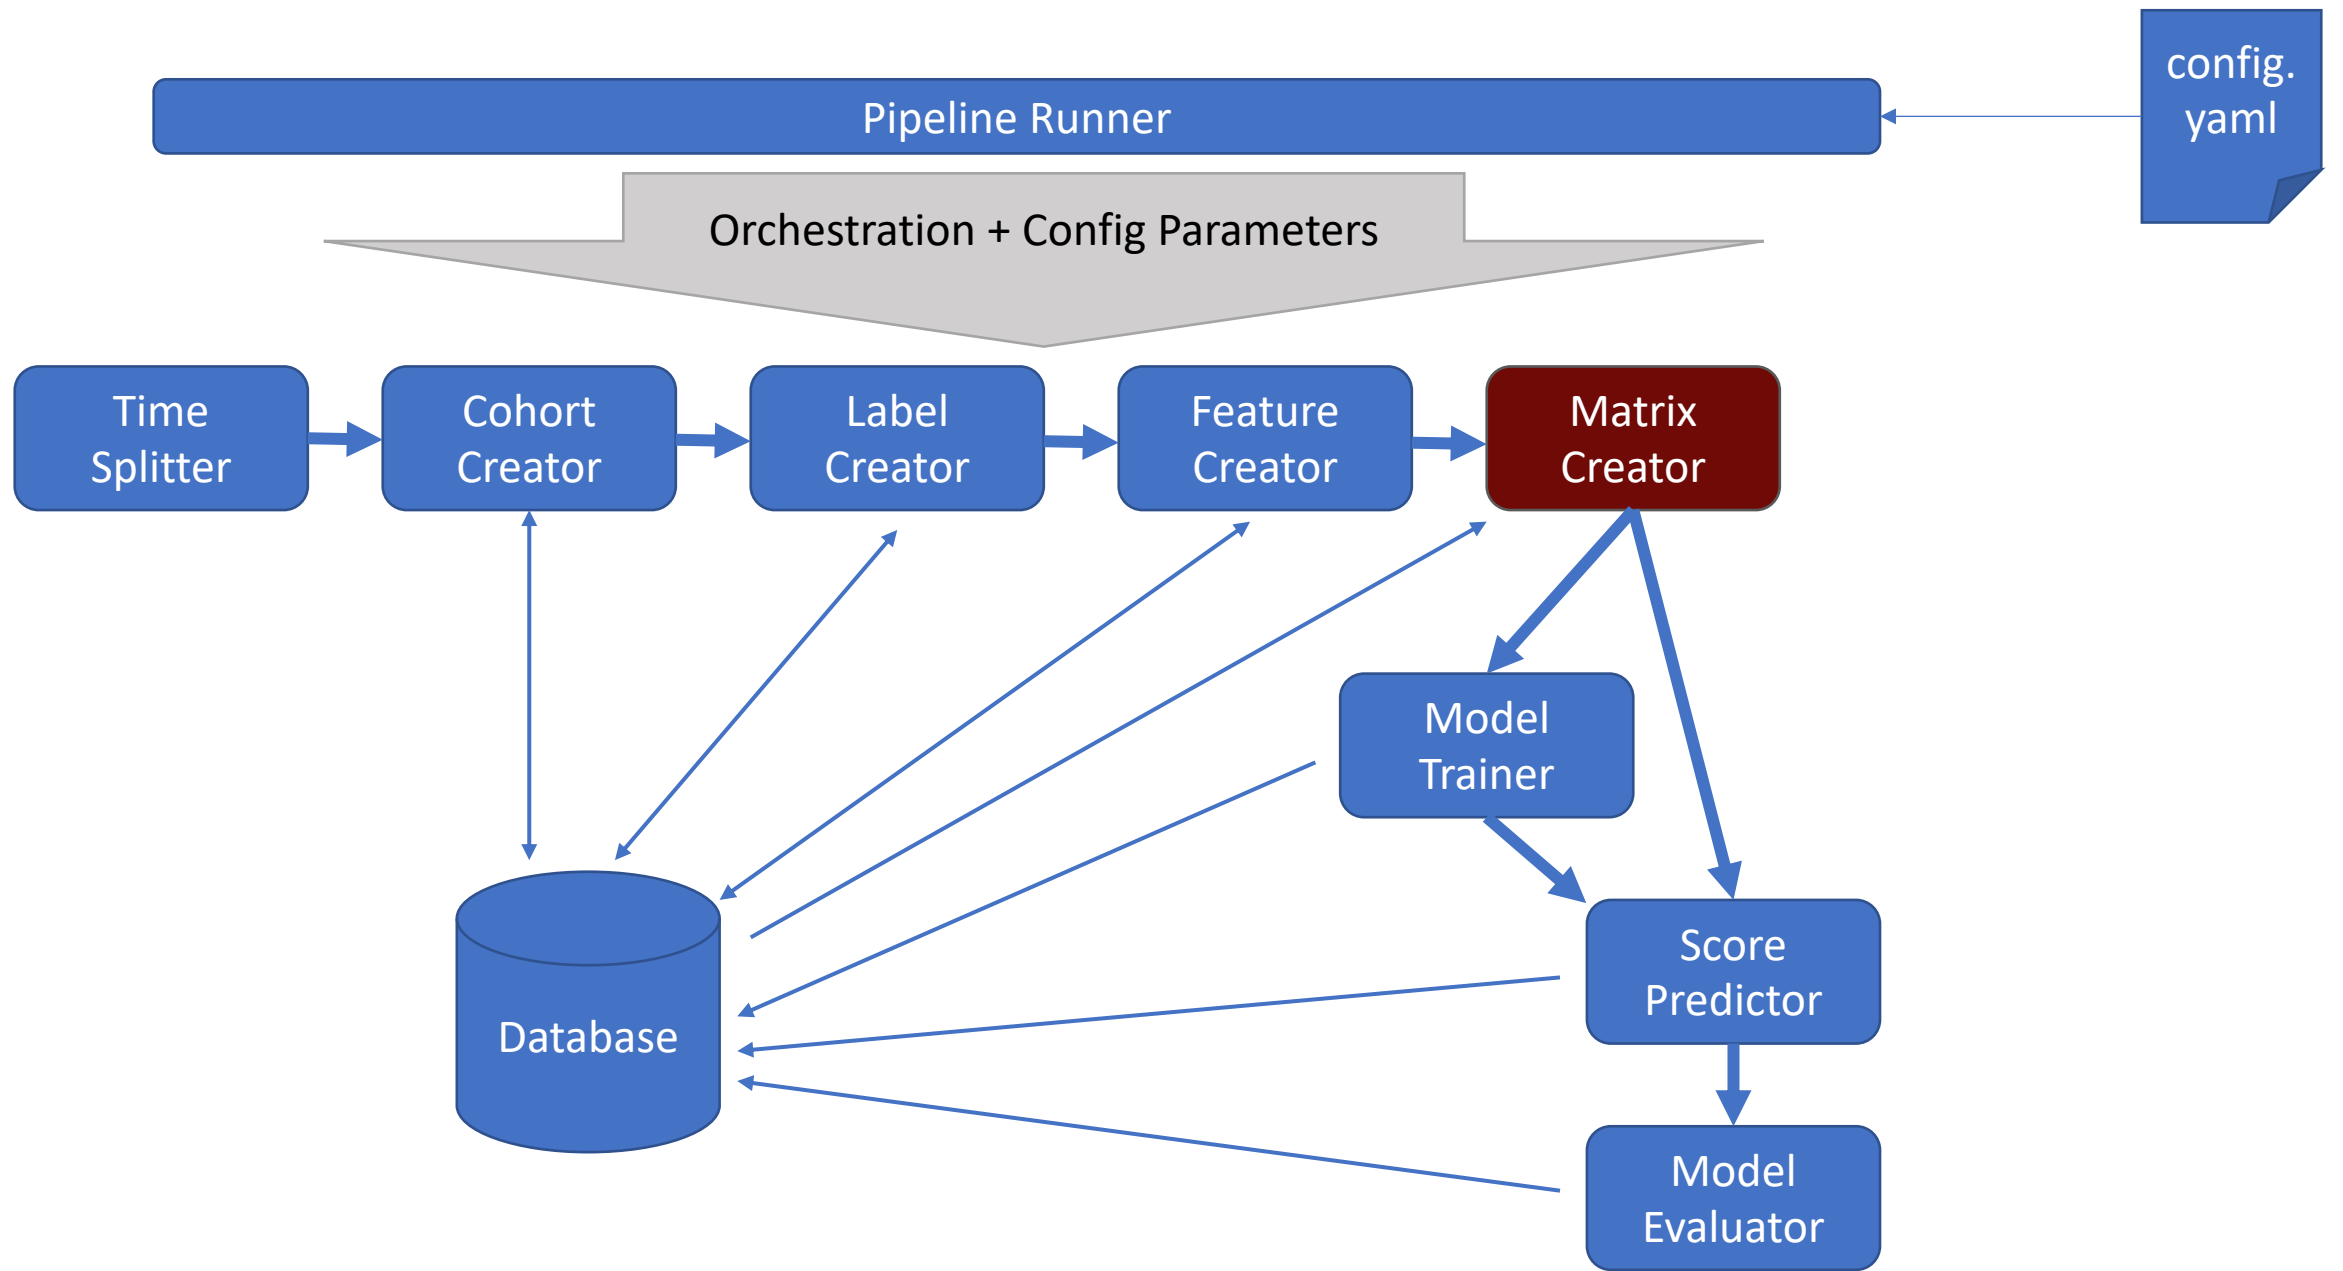 config.
yaml
Pipeline Runner
Orchestration + Config Parameters
Time
Splitter
Cohort
Creator
Label
Creator
Feature
Creator
Matrix
Creator
Model
Trainer
Score
Predictor
Database
Model
Evaluator